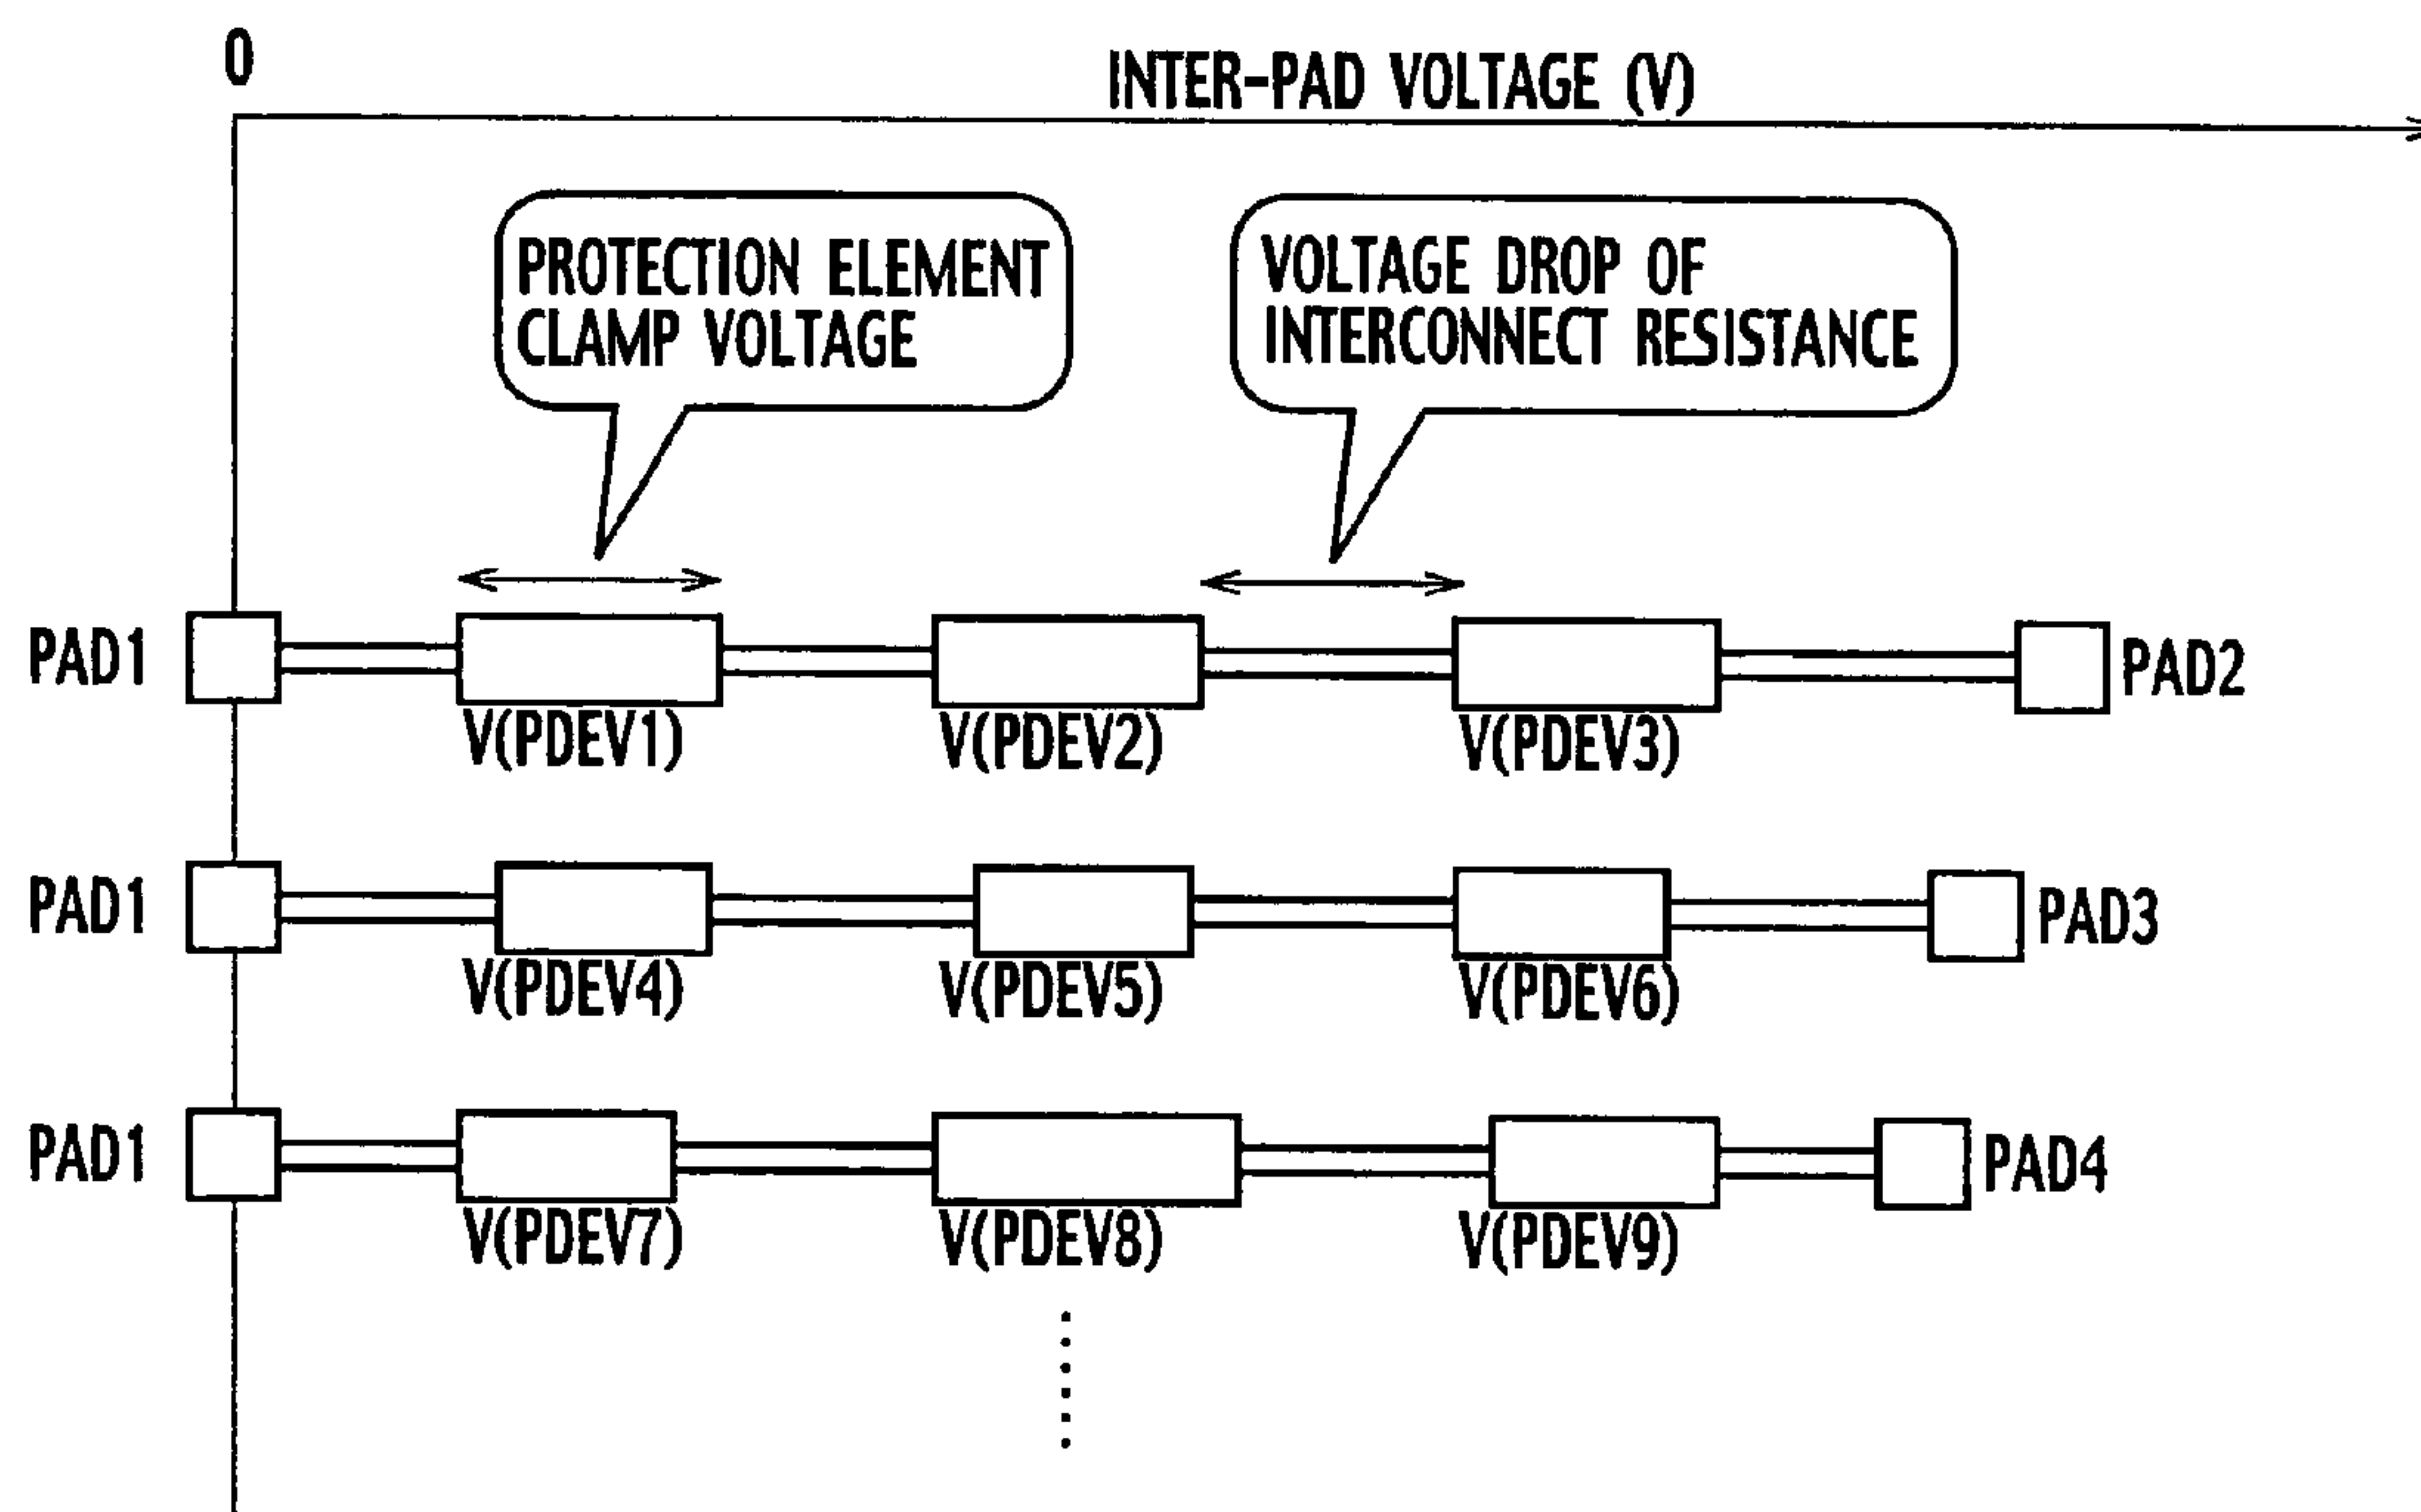 0
INTER-PAD VOLTAGE (V)
PROTECTION ELEMENT
CLAMP VOLTAGE
VOLTAGE DROP OF
INTERCONNECT RESISTANCE
PAD1
PAD2
V(PDEV1)
V(PDEV2)
V(PDEV3)
PAD1
PAD3
V(PDEV4)
V(PDEV5)
V(PDEV6)
PAD1
PAD4
V(PDEV7)
V(PDEV8)
V(PDEV9)